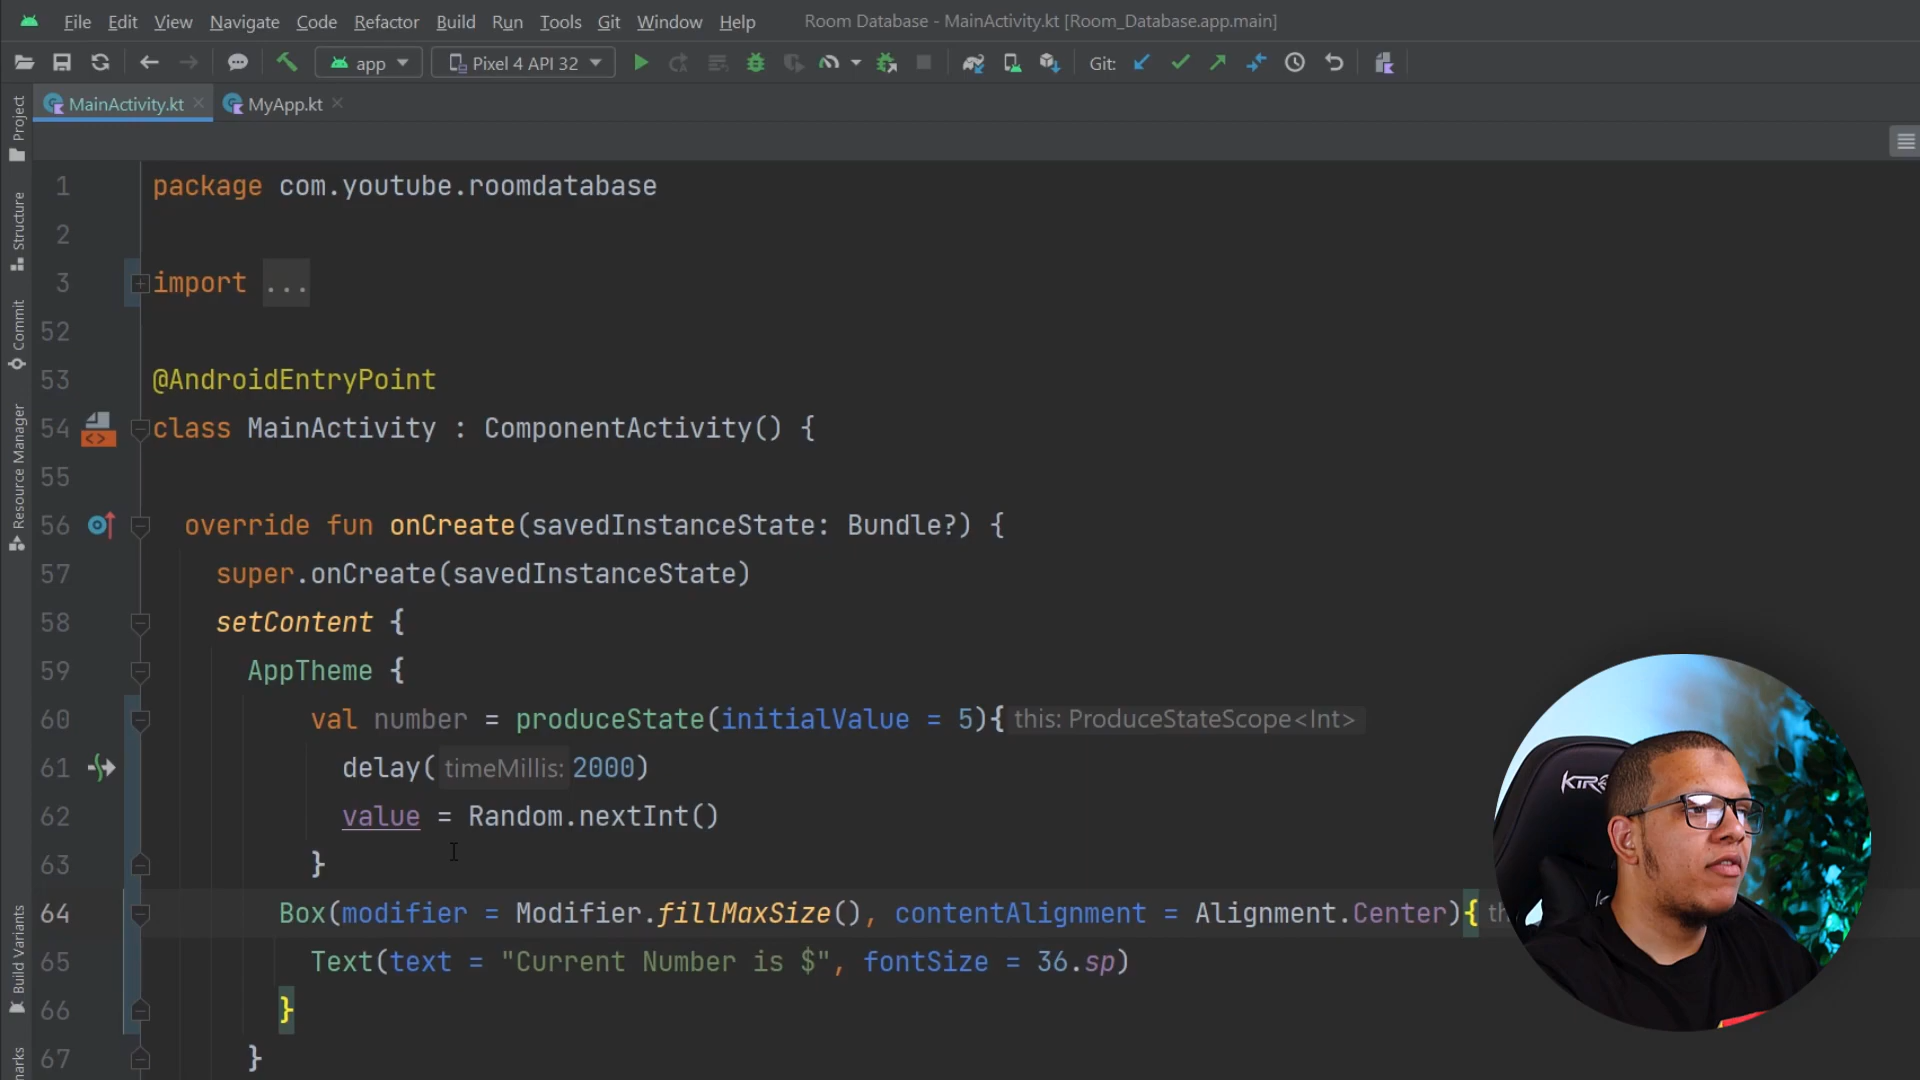 File Edit View Navigate Code Refactor Build Run Tools Git Window Help Room Database - MainActivity.kt [Room_Database.app.main]
app Pixel 4 API 32 Git:
MainActivity.kt MyApp.kt
Project
Structure
Commit
Resource Manager
Build Variants
1 package com.youtube.roomdatabase
2
3 import ...
52
53 @AndroidEntryPoint
54 class MainActivity : ComponentActivity() {
55
56 override fun onCreate(savedInstanceState: Bundle?) {
57 super.onCreate(savedInstanceState)
58 setContent {
59 AppTheme {
60 val number = produceState(initialValue = 5){ this: ProduceStateScope<Int>
61 delay( timeMillis: 2000)
62 value = Random.nextInt()
63 }
64 Box(modifier = Modifier.fillMaxSize(), contentAlignment = Alignment.Center){
65 Text(text = "Current Number is $", fontSize = 36.sp)
66 }
67 }